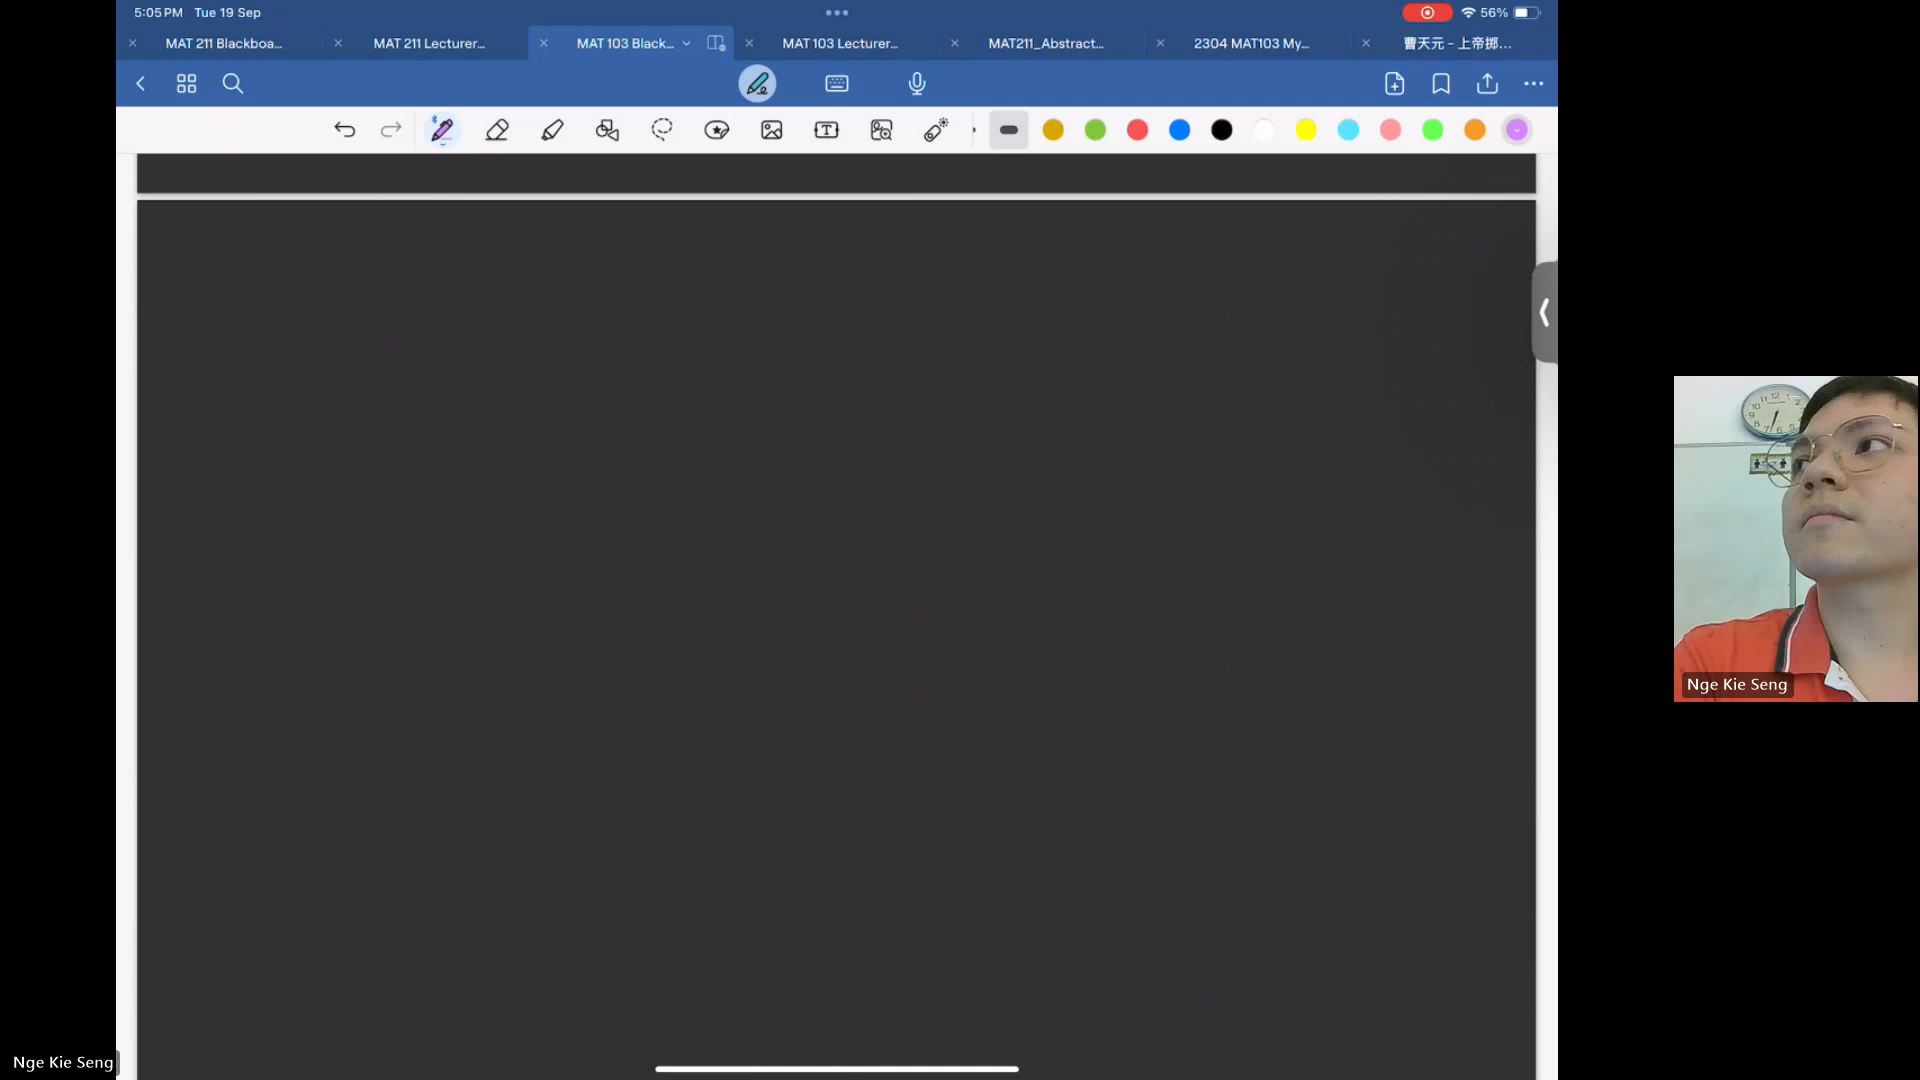 5:05 PM Tue 19 Sep
56%
MAT 211 Blackboa...
MAT 211 Lecturer...
MAT 103 Black...
MAT 103 Lecturer...
MAT211_Abstract...
2304 MAT103 My...
曹天元 - 上帝掷...
Nge Kie Seng
Nge Kie Seng